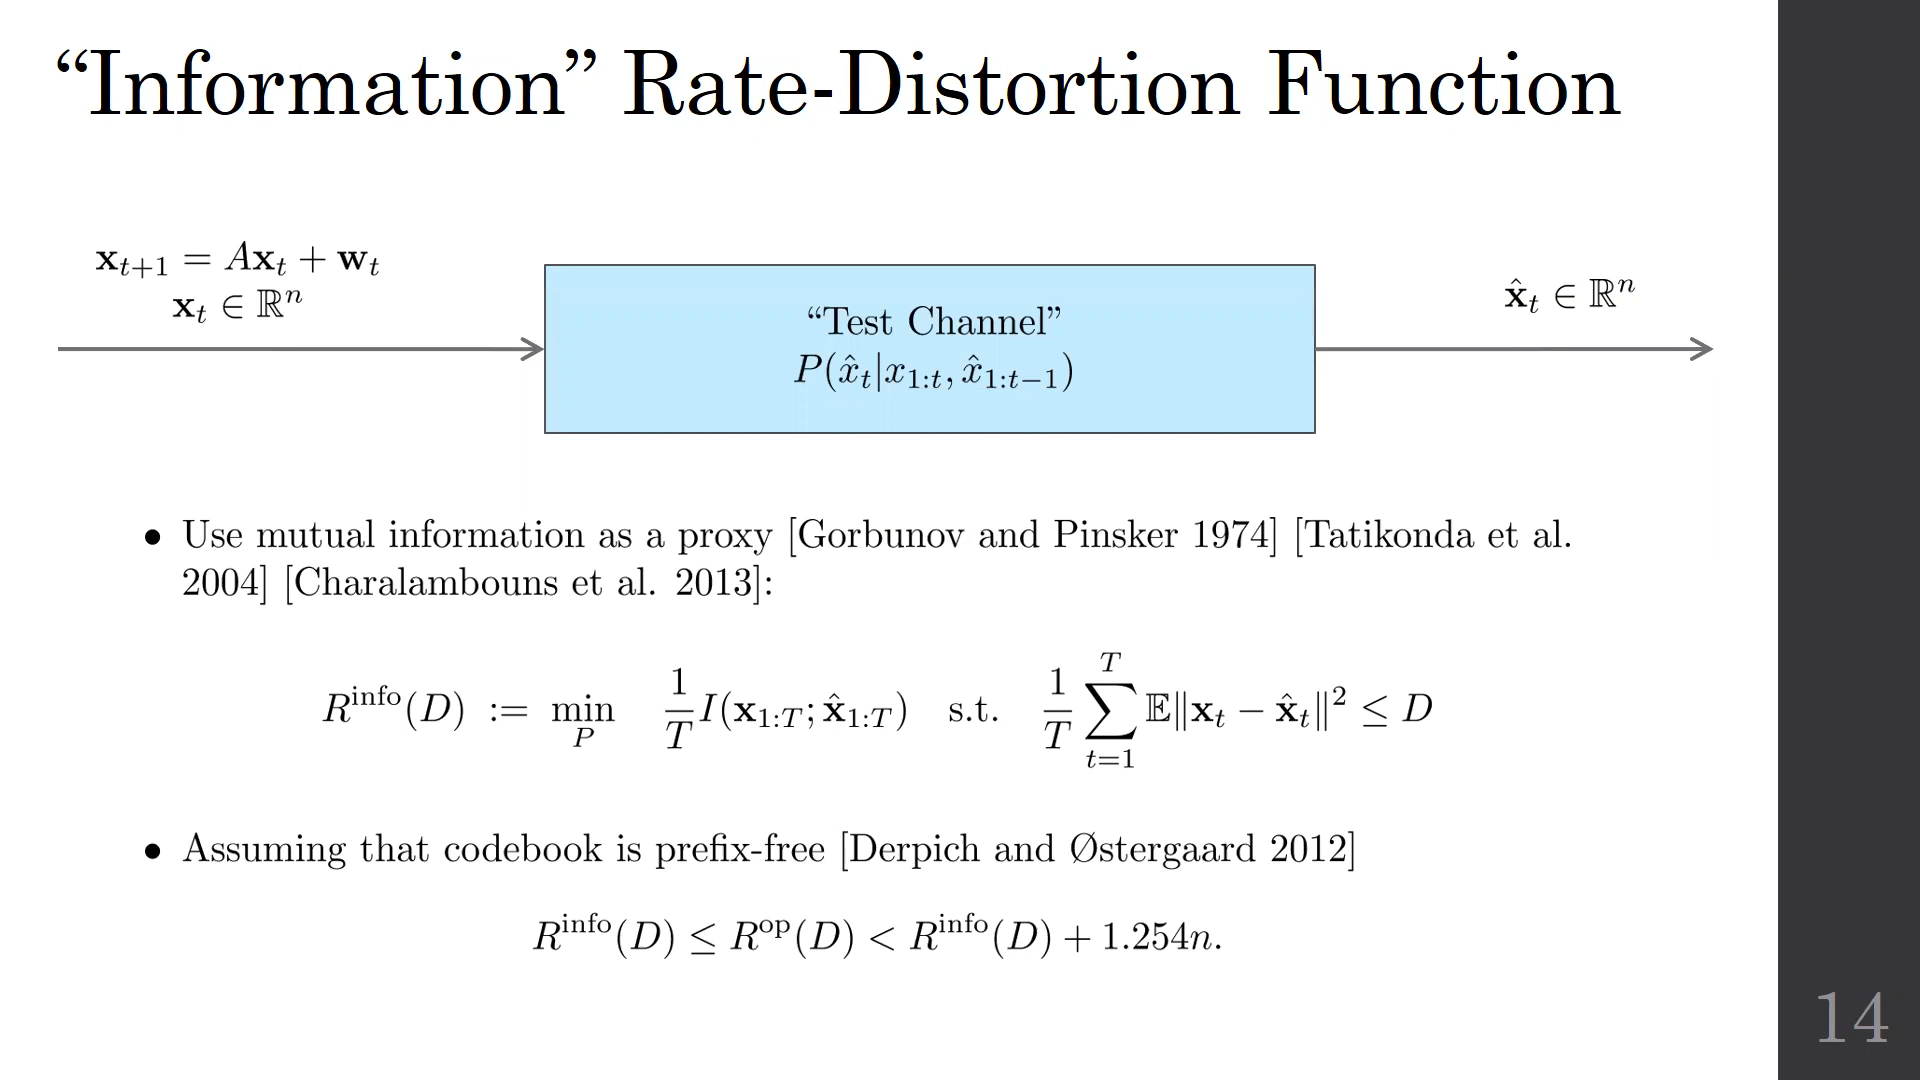 “Information” Rate-Distortion Function
𝐱_{t+1} = A𝐱_t + 𝐰_t
𝐱_t ∈ ℝ^n
“Test Channel”
P(x̂_t|x_{1:t}, x̂_{1:t−1})
𝐱̂_t ∈ ℝ^n
• Use mutual information as a proxy [Gorbunov and Pinsker 1974] [Tatikonda et al.
2004] [Charalambouns et al. 2013]:
R^{info}(D) := min_P 1/T I(𝐱_{1:T}; 𝐱̂_{1:T}) s.t. 1/T ∑_{t=1}^{T} 𝔼‖𝐱_t − 𝐱̂_t‖² ≤ D
• Assuming that codebook is prefix-free [Derpich and Østergaard 2012]
R^{info}(D) ≤ R^{op}(D) < R^{info}(D) + 1.254n.
14